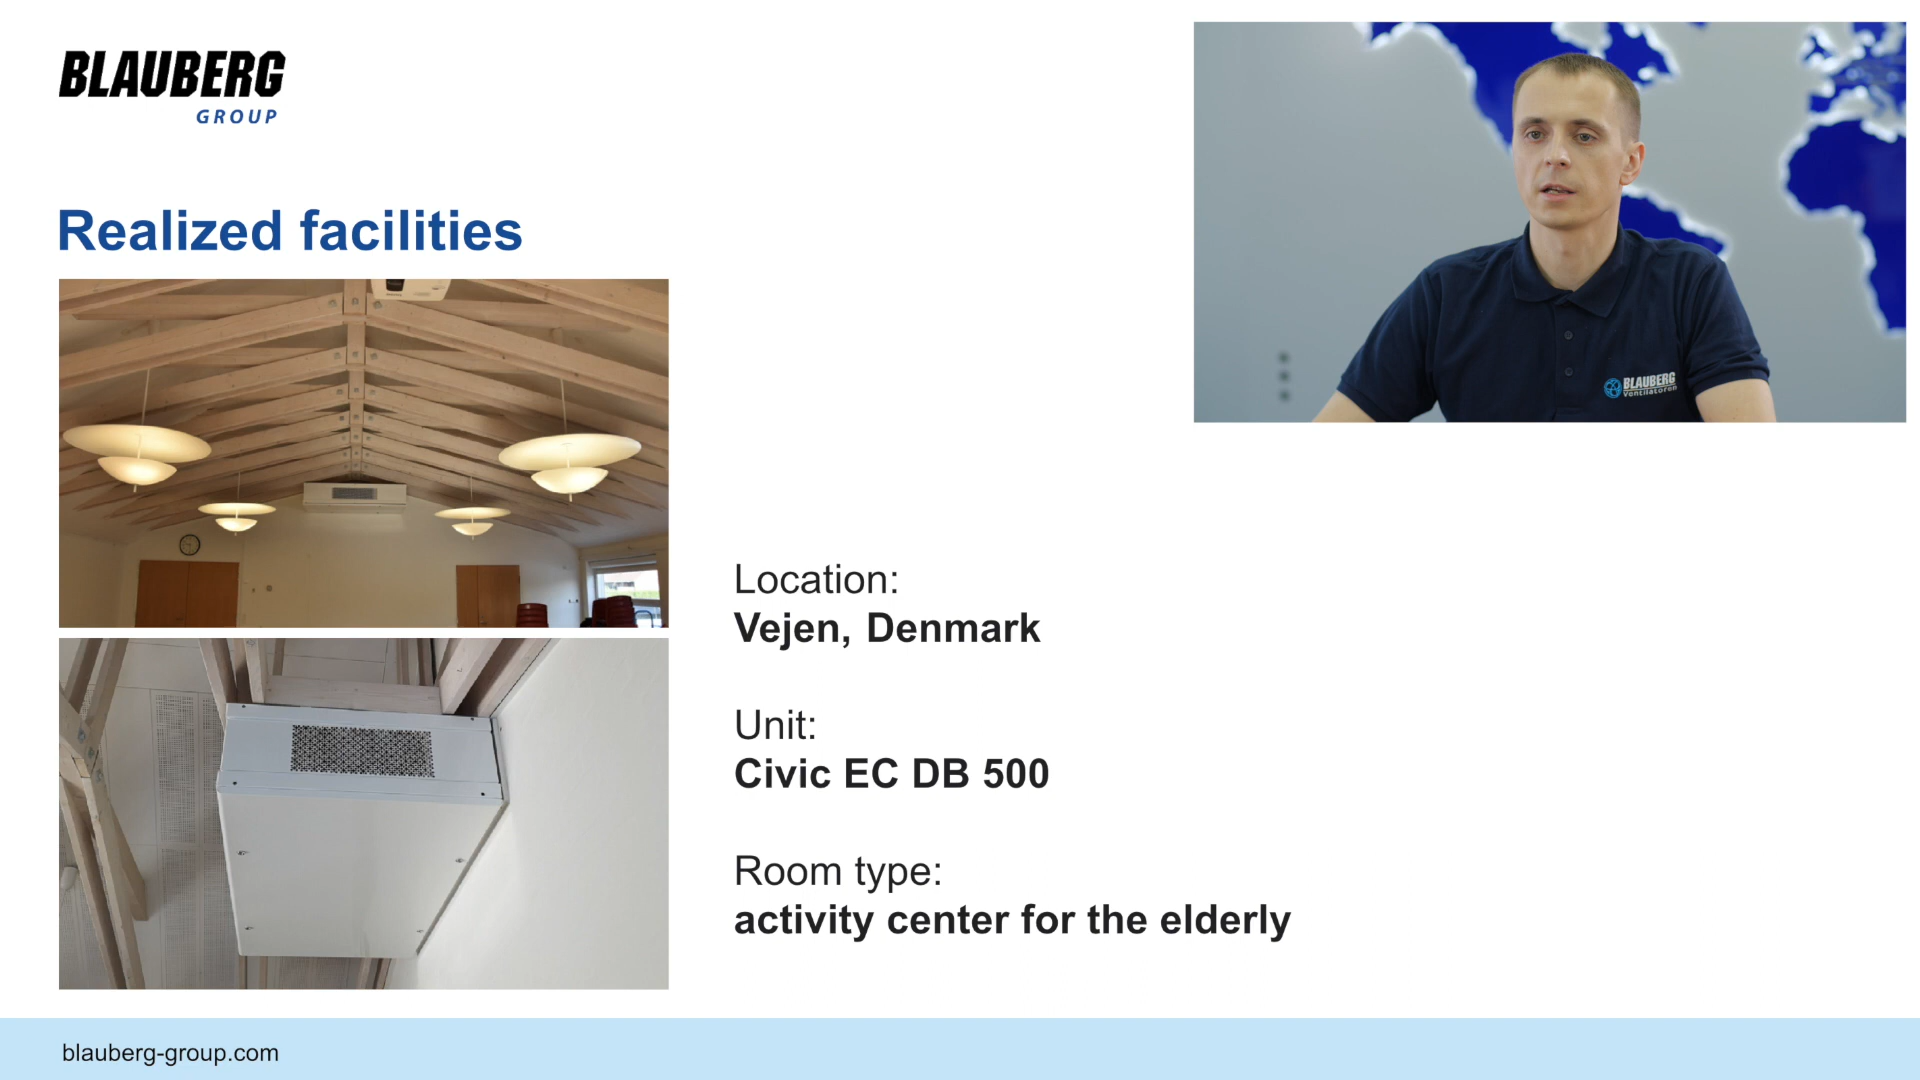 BLAUBERG
GROUP
Realized facilities
BLAUBERG
Ventilatoren
Location:
Vejen, Denmark
Unit:
Civic EC DB 500
Room type:
activity center for the elderly
blauberg-group.com